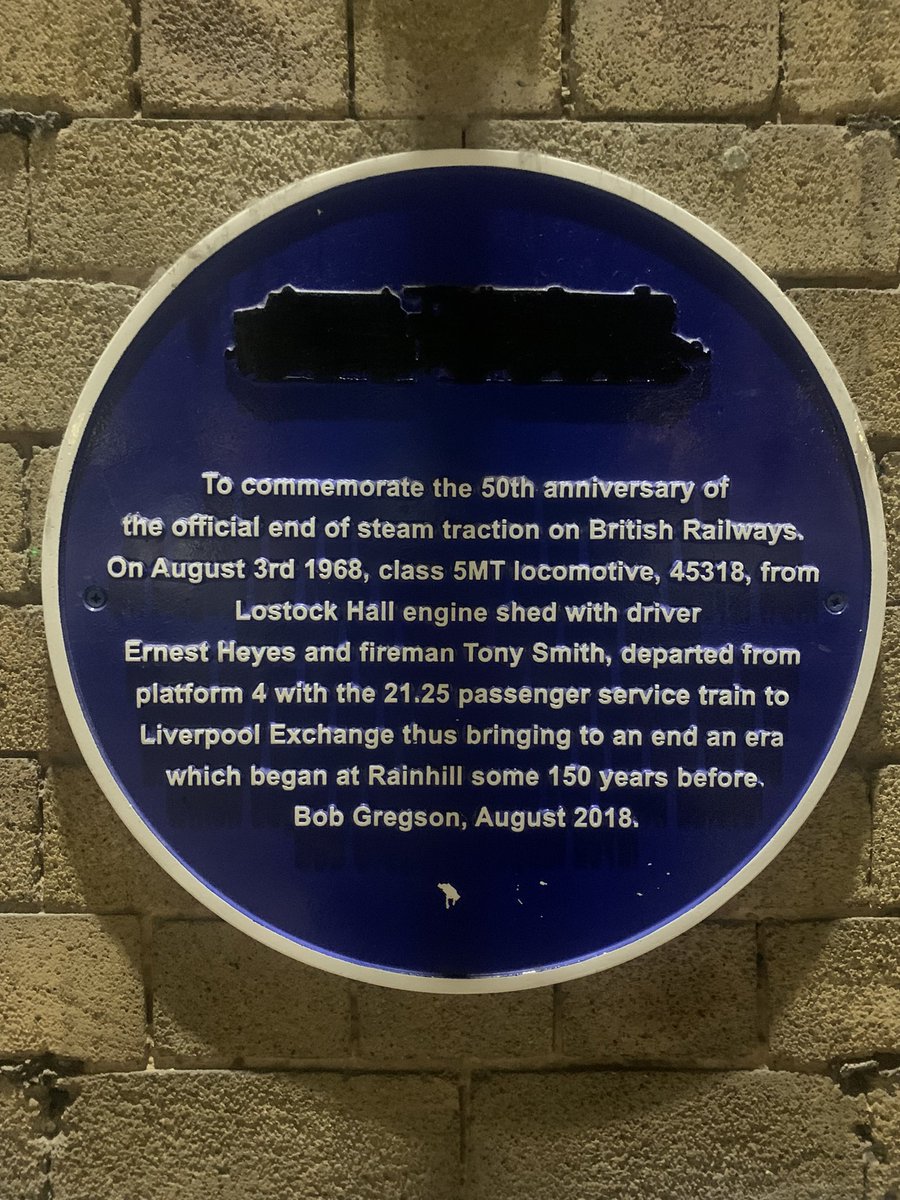 To commemorate the 50th anniversary of
the official end of steam traction on British Railways.
On August 3rd 1968, class 5MT locomotive, 45318, from
Lostock Hall engine shed with driver
Ernest Heyes and fireman Tony Smith, departed from
platform 4 with the 21.25 passenger service train to
Liverpool Exchange thus bringing to an end an era
which began at Rainhill some 150 years before.
Bob Gregson, August 2018.